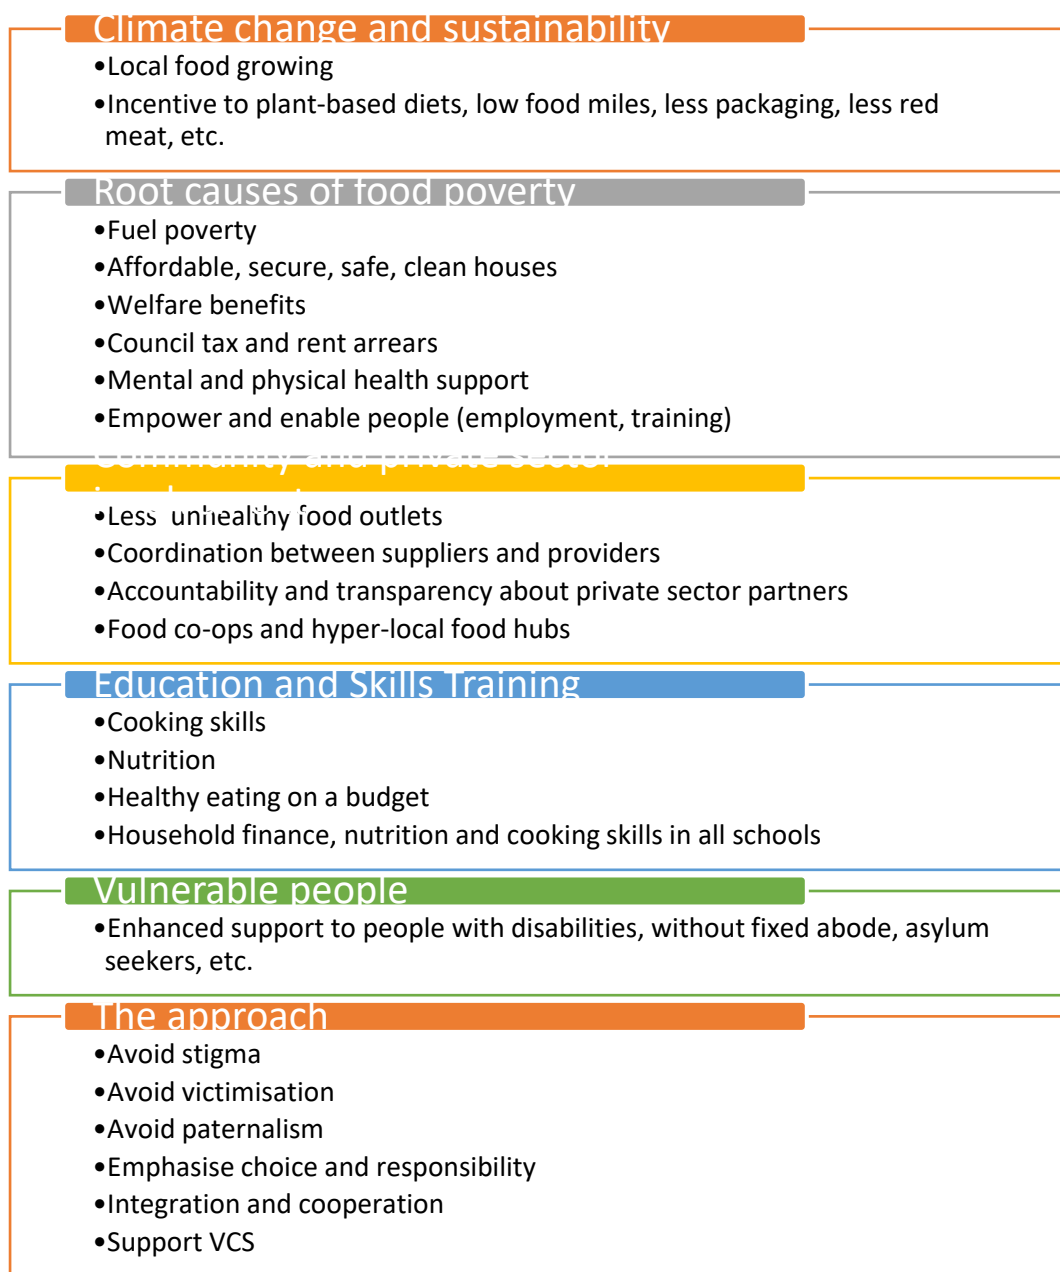 Climate change and sustainability
•Local food growing
•Incentive to plant-based diets, low food miles, less packaging, less red
meat, etc.
Root causes of food poverty
•Fuel poverty
•Affordable, secure, safe, clean houses
•Welfare benefits
•Council tax and rent arrears
•Mental and physical health support
•Empower and enable people (employment, training)
Community and private sector
•Less  unhealthy food outlets
•Coordination between suppliers and providers
•Accountability and transparency about private sector partners
•Food co-ops and hyper-local food hubs
Education and Skills Training
•Cooking skills
•Nutrition
•Healthy eating on a budget
•Household finance, nutrition and cooking skills in all schools
Vulnerable people
•Enhanced support to people with disabilities, without fixed abode, asylum
seekers, etc.
The approach
•Avoid stigma
•Avoid victimisation
•Avoid paternalism
•Emphasise choice and responsibility
•Integration and cooperation
•Support VCS